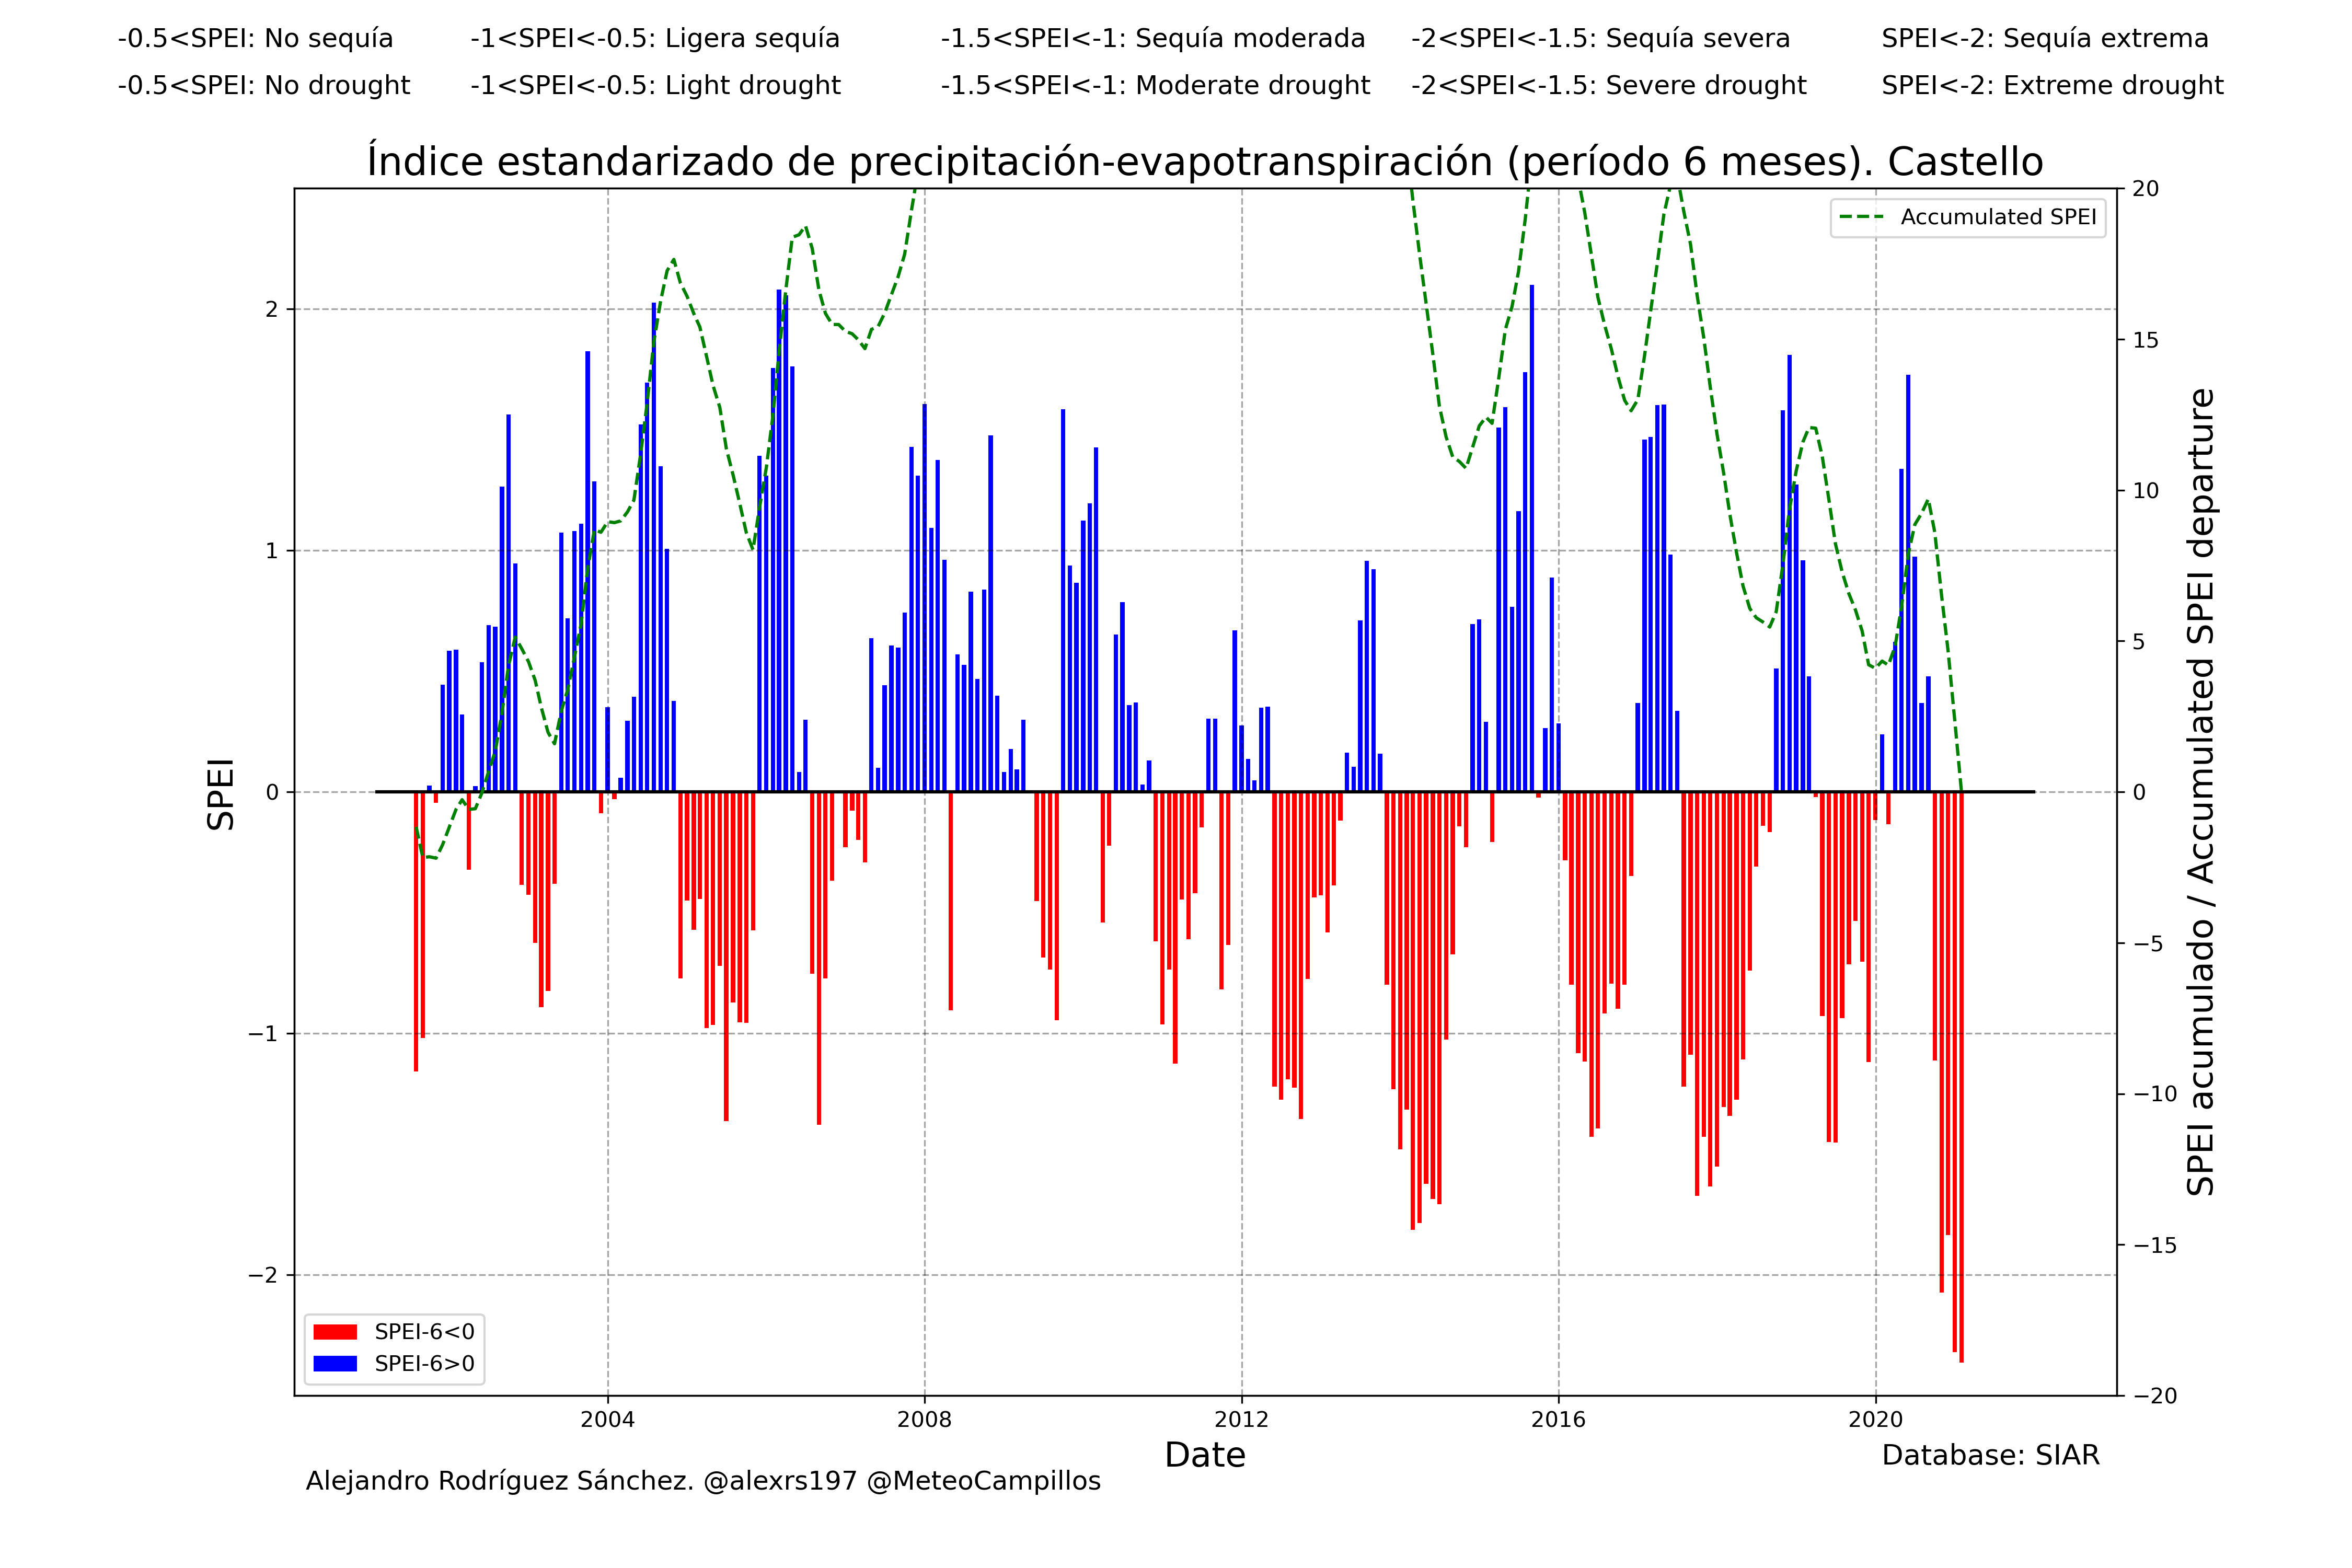 -0.5<SPEI: No sequía -1<SPEI<-0.5: Ligera sequía -1.5<SPEI<-1: Sequía moderada -2<SPEI<-1.5: Sequía severa SPEI<-2: Sequía extrema
-0.5<SPEI: No drought -1<SPEI<-0.5: Light drought -1.5<SPEI<-1: Moderate drought -2<SPEI<-1.5: Severe drought SPEI<-2: Extreme drought
Índice estandarizado de precipitación-evapotranspiración (período 6 meses). Castello
Accumulated SPEI
SPEI
2
1
0
−1
−2
20
15
10
5
0
−5
−10
−15
−20
SPEI acumulado / Accumulated SPEI departure
SPEI-6<0
SPEI-6>0
2004 2008 2012 2016 2020
Date
Database: SIAR
Alejandro Rodríguez Sánchez. @alexrs197 @MeteoCampillos